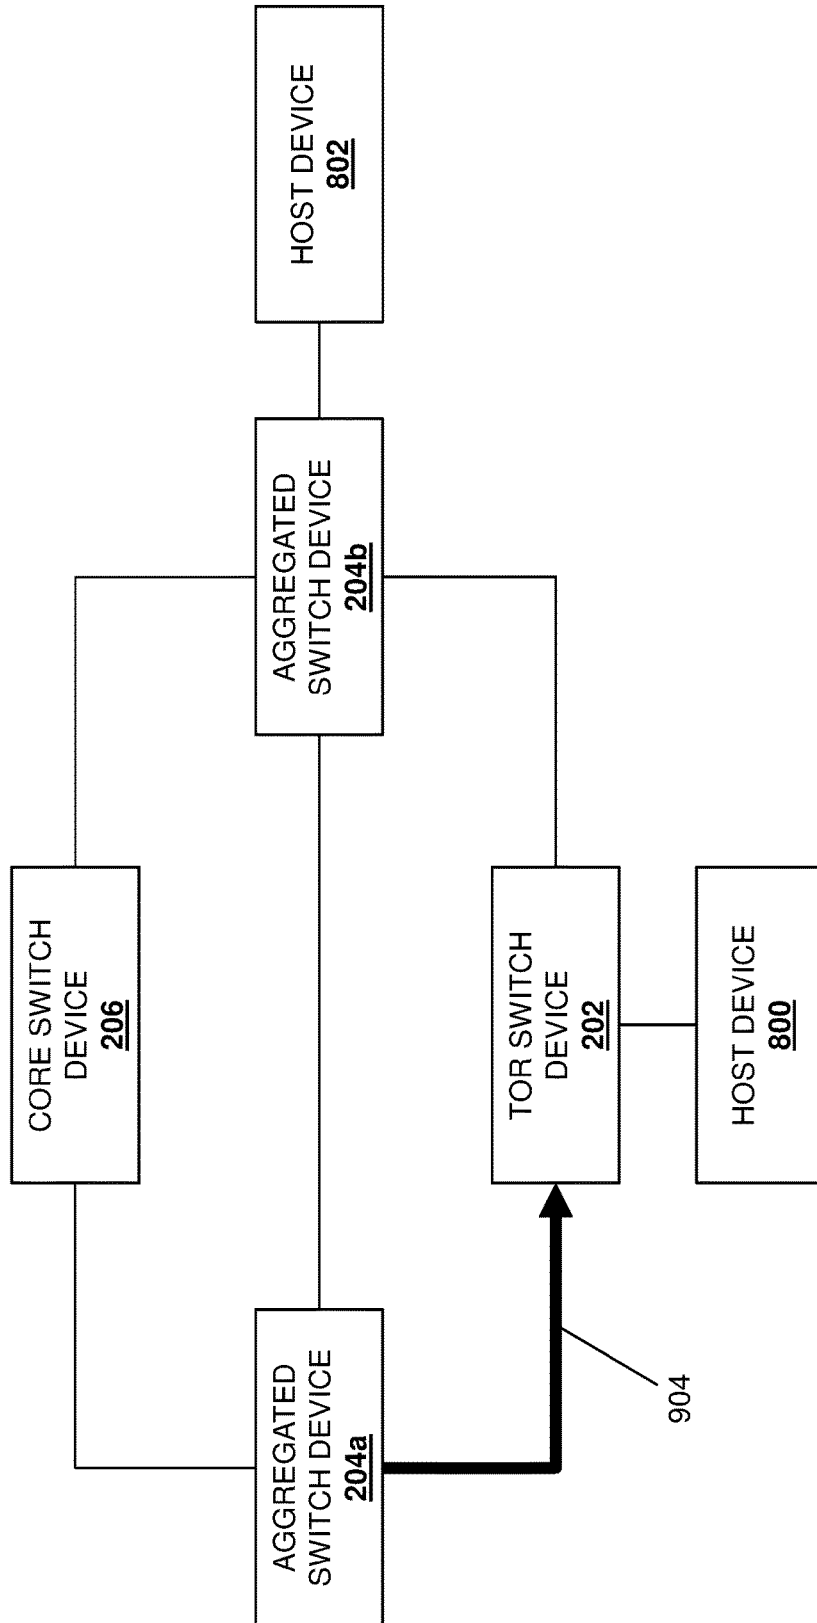 CORE SWITCH
DEVICE
206
AGGREGATED
SWITCH DEVICE
204a
AGGREGATED
SWITCH DEVICE
204b
HOST DEVICE
802
TOR SWITCH
DEVICE
202
904
HOST DEVICE
800